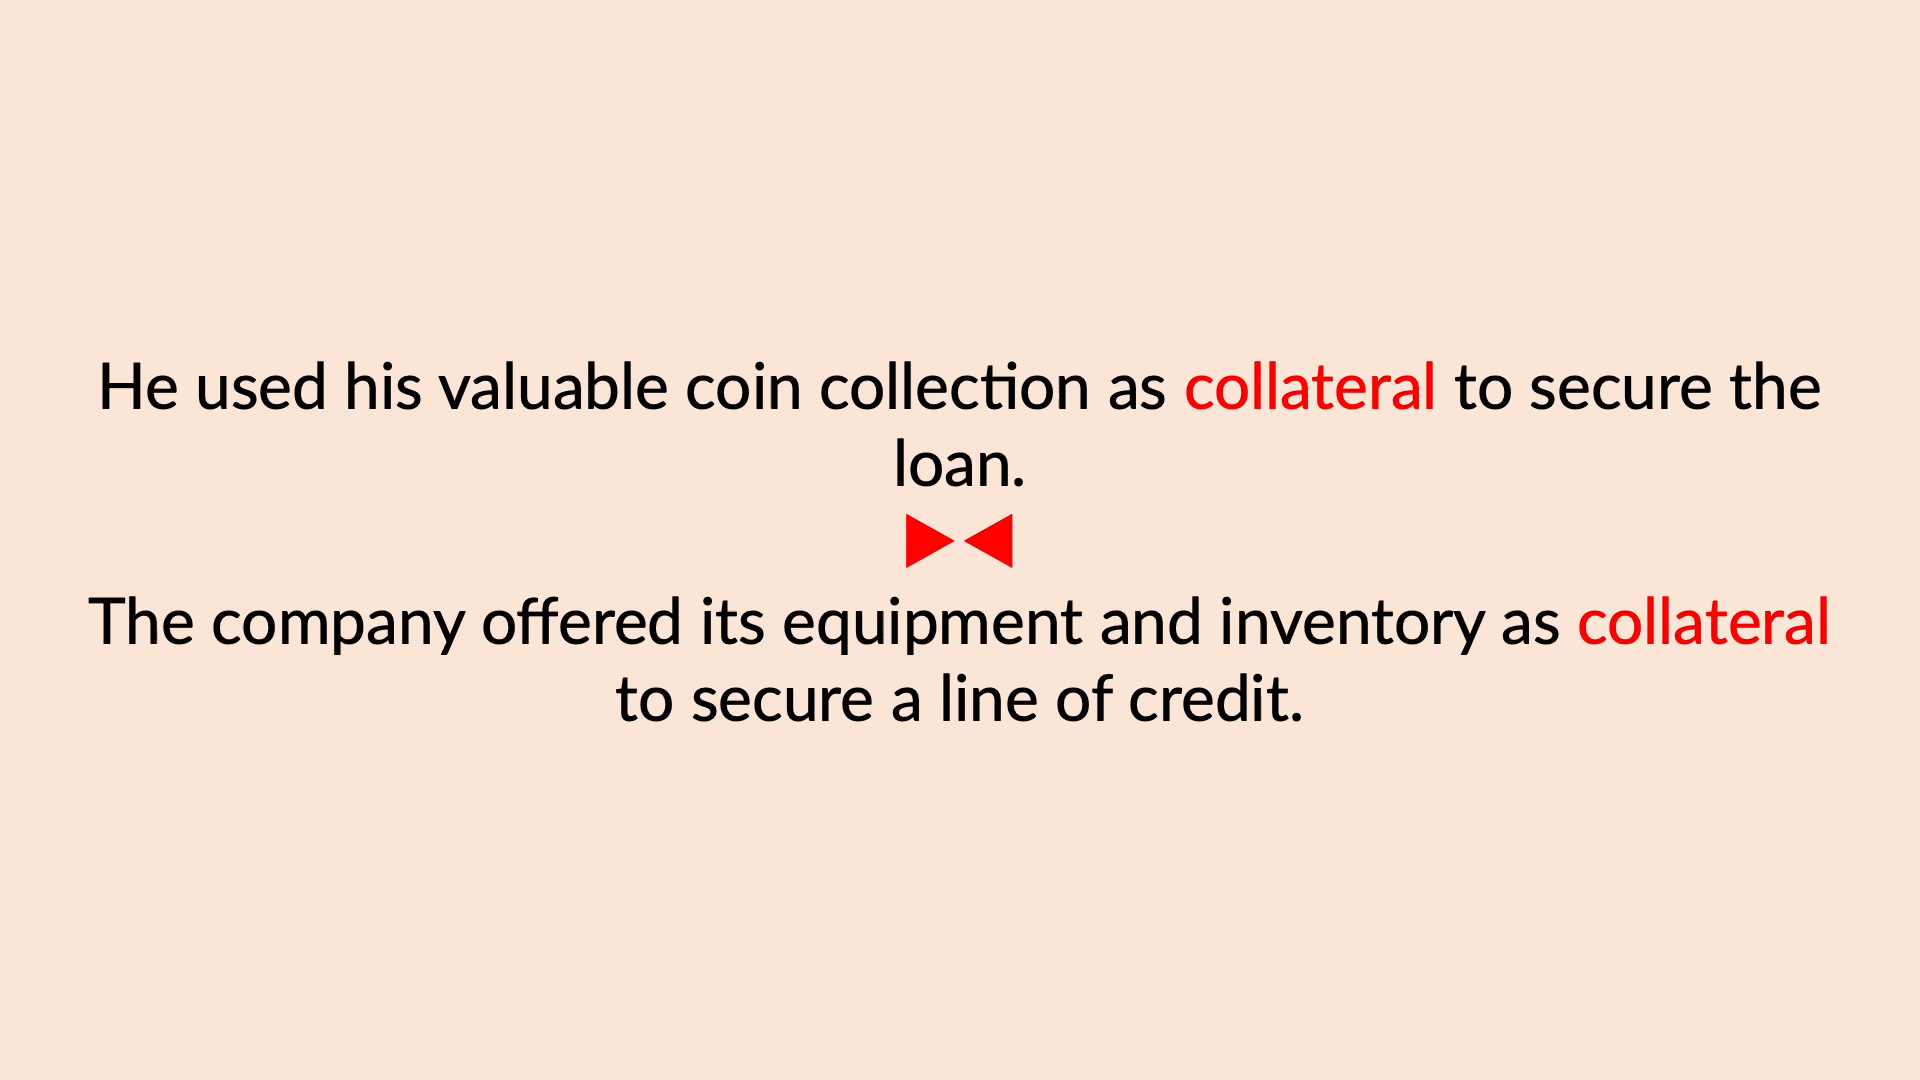 He used his valuable coin collection as collateral to secure the
loan.
▶◀
The company offered its equipment and inventory as collateral
to secure a line of credit.